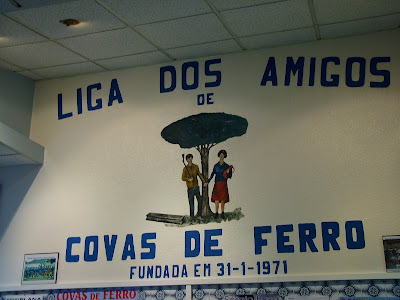 LIGA DOS AMIGOS
DE
COVAS DE FERRO
FUNDADA EM 31-1-1971
COVAS DE FERRO